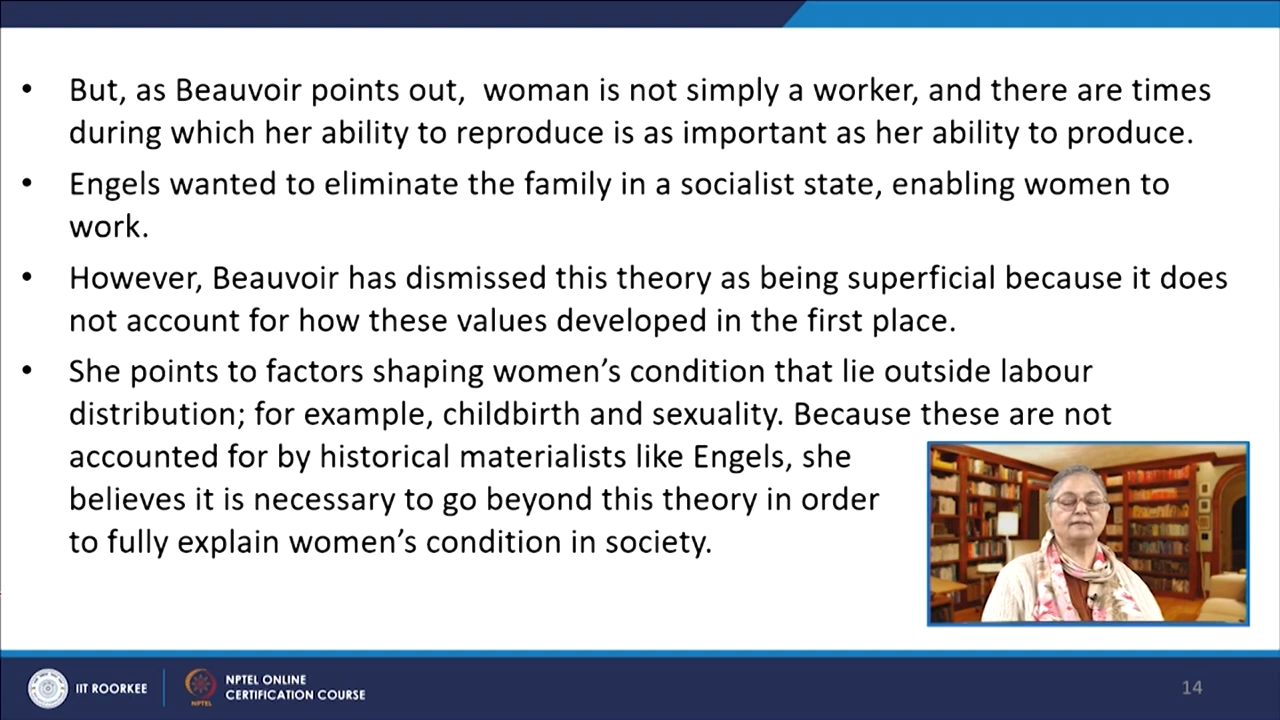 • But, as Beauvoir points out,  woman is not simply a worker, and there are times
during which her ability to reproduce is as important as her ability to produce.
• Engels wanted to eliminate the family in a socialist state, enabling women to
work.
• However, Beauvoir has dismissed this theory as being superficial because it does
not account for how these values developed in the first place.
• She points to factors shaping women’s condition that lie outside labour
distribution; for example, childbirth and sexuality. Because these are not
accounted for by historical materialists like Engels, she
believes it is necessary to go beyond this theory in order
to fully explain women’s condition in society.
IIT ROORKEE
NPTEL
NPTEL ONLINE
CERTIFICATION COURSE
14